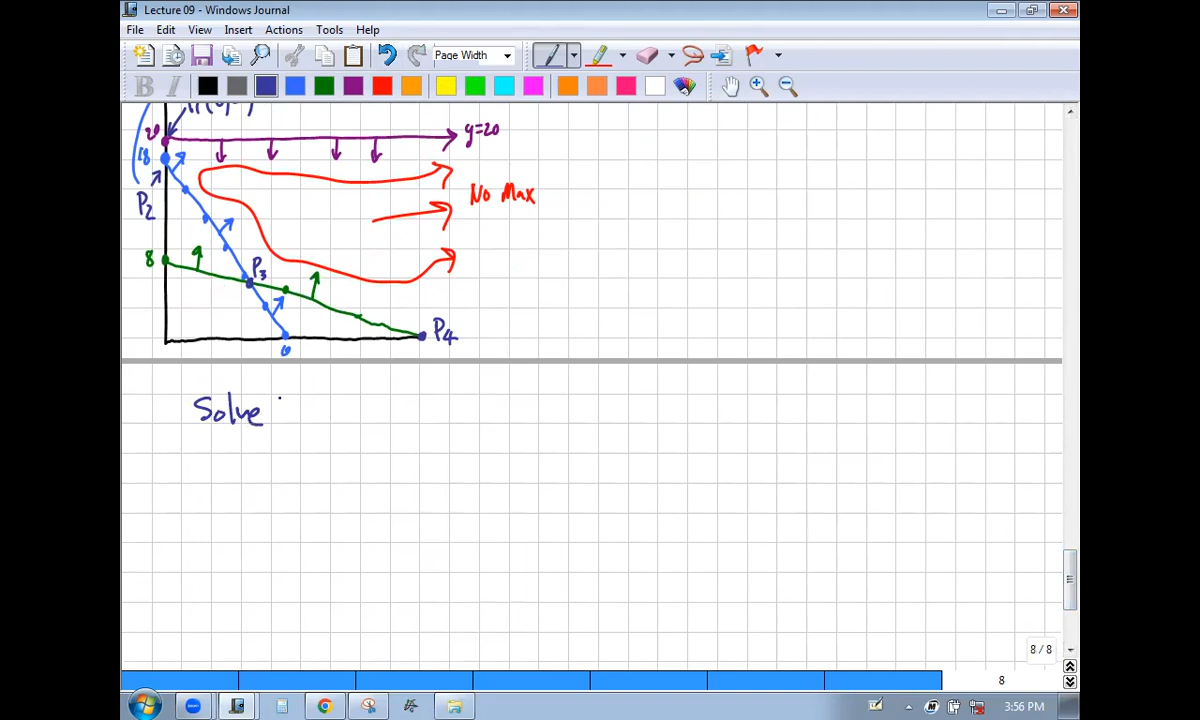 Lecture 09 - Windows Journal
File Edit View Insert Actions Tools Help
Page Width
B I
20
y=20
18
P2
No Max
8
P3
P4
6
Solve
8 / 8
8
3:56 PM